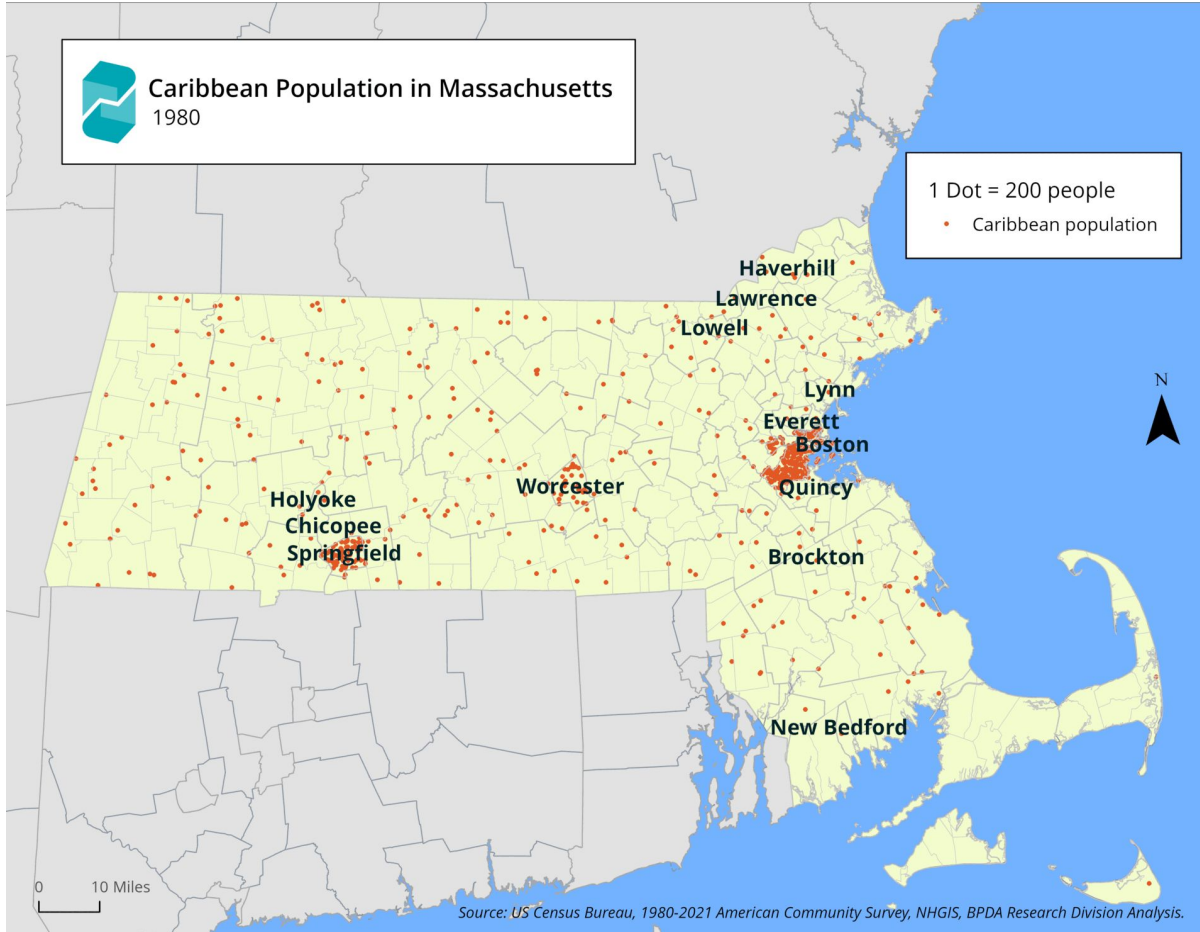 Caribbean Population in Massachusetts
1980
1 Dot = 200 people
Caribbean population
Haverhill
Lawrence
Lowell
Lynn
Everett
Boston
Quincy
Worcester
Holyoke
Chicopee
Springfield
Brockton
New Bedford
N
0 10 Miles
Source: US Census Bureau, 1980-2021 American Community Survey, NHGIS, BPDA Research Division Analysis.